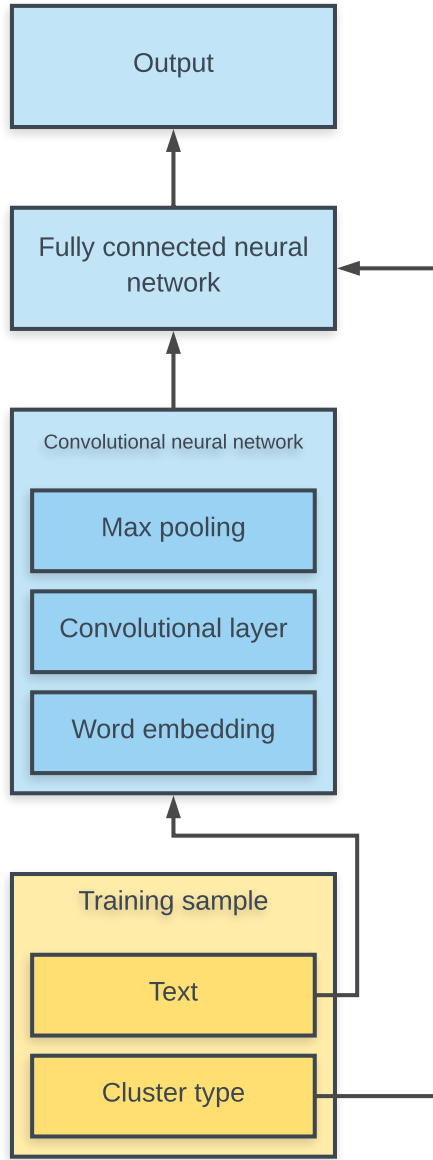 Output
Fully connected neural
network
Convolutional neural network
Max pooling
Convolutional layer
Word embedding
Training sample
Text
Cluster type